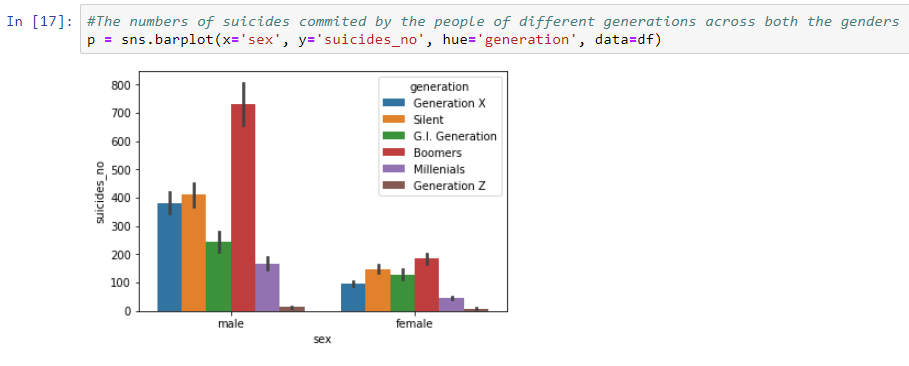 In [17]: #The numbers of suicides commited by the people of different generations across both the genders
p = sns.barplot(x='sex', y='suicides_no', hue='generation', data=df)
generation
Generation X
Silent
G.I. Generation
Boomers
Millenials
Generation Z
800
700
600
500
400
300
200
100
0
suicides_no
male
female
sex